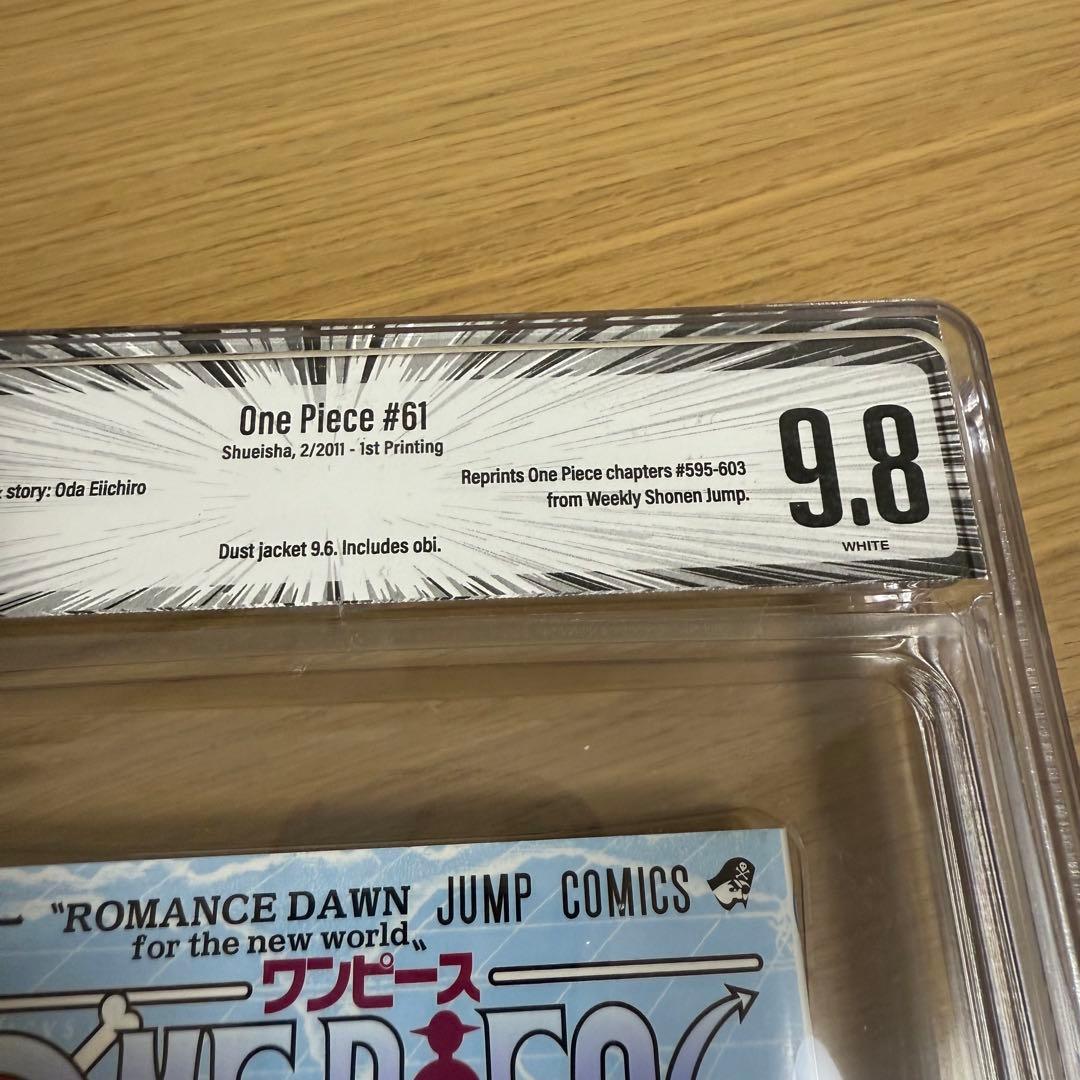 One Piece #61
Shueisha, 2/2011 - 1st Printing
story: Oda Eiichiro
Reprints One Piece chapters #595-603
from Weekly Shonen Jump.
Dust jacket 9.6. Includes obi.
9.8
WHITE
"ROMANCE DAWN
for the new world„
JUMP COMICS
ワンピース